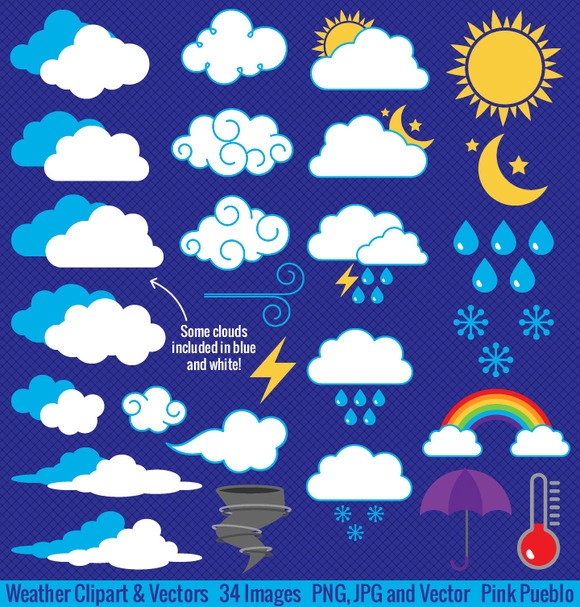 Some clouds
included in blue
and white!
Weather Clipart & Vectors 34 Images PNG, JPG and Vector Pink Pueblo